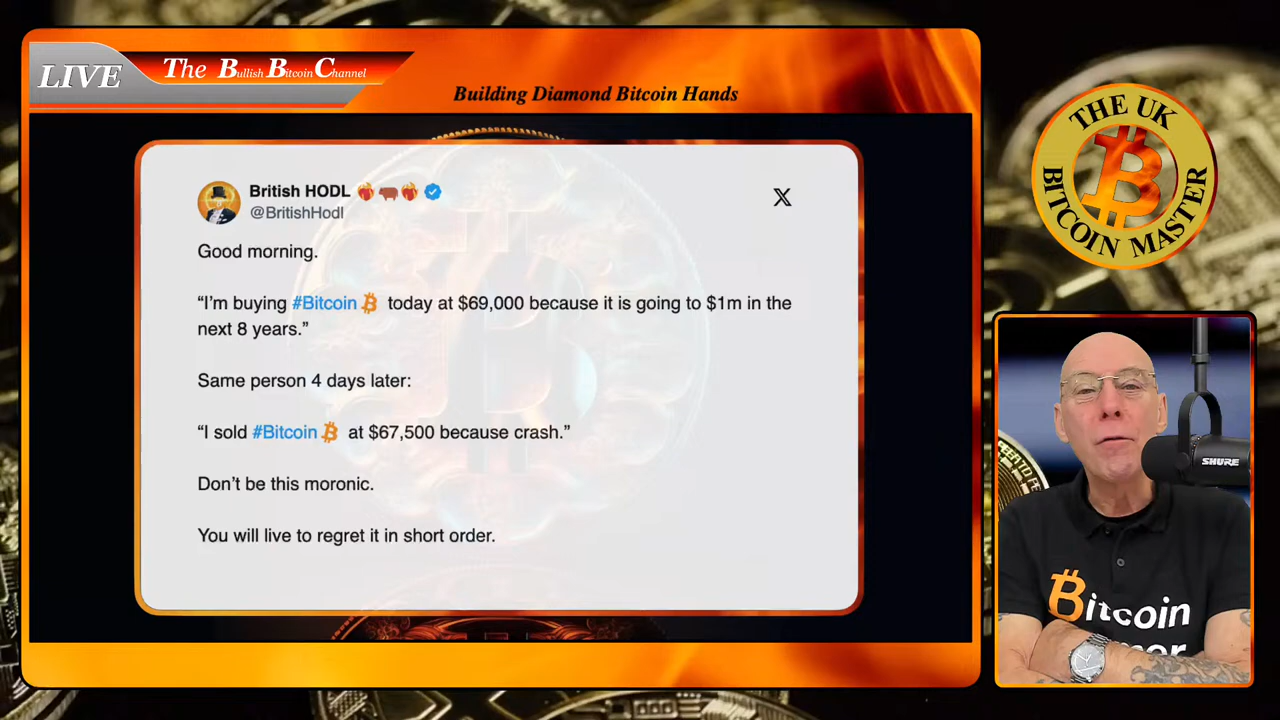 LIVE
The Bullish Bitcoin Channel
Building Diamond Bitcoin Hands
British HODL
@BritishHodl
X
Good morning.
“I’m buying #Bitcoin today at $69,000 because it is going to $1m in the
next 8 years.”
Same person 4 days later:
“I sold #Bitcoin at $67,500 because crash.”
Don’t be this moronic.
You will live to regret it in short order.
THE UK
BITCOIN MASTER
SHURE
Bitcoin